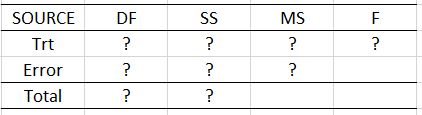 SOURCE DF SS MS F
Trt ? ? ? ?
Error ? ? ?
Total ? ?